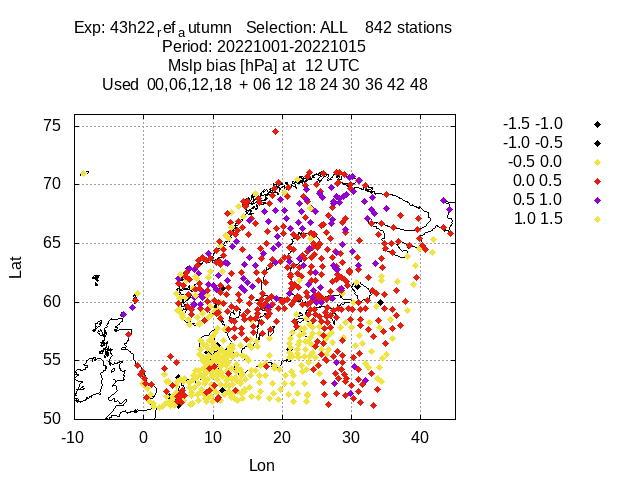 Exp: 43h22refautumn Selection: ALL 842 stations
Period: 20221001-20221015
Mslp bias [hPa] at 12 UTC
Used 00,06,12,18 + 06 12 18 24 30 36 42 48
-1.5 -1.0
-1.0 -0.5
-0.5 0.0
0.0 0.5
0.5 1.0
1.0 1.5
75
70
65
60
55
50
Lat
-10 0 10 20 30 40
Lon